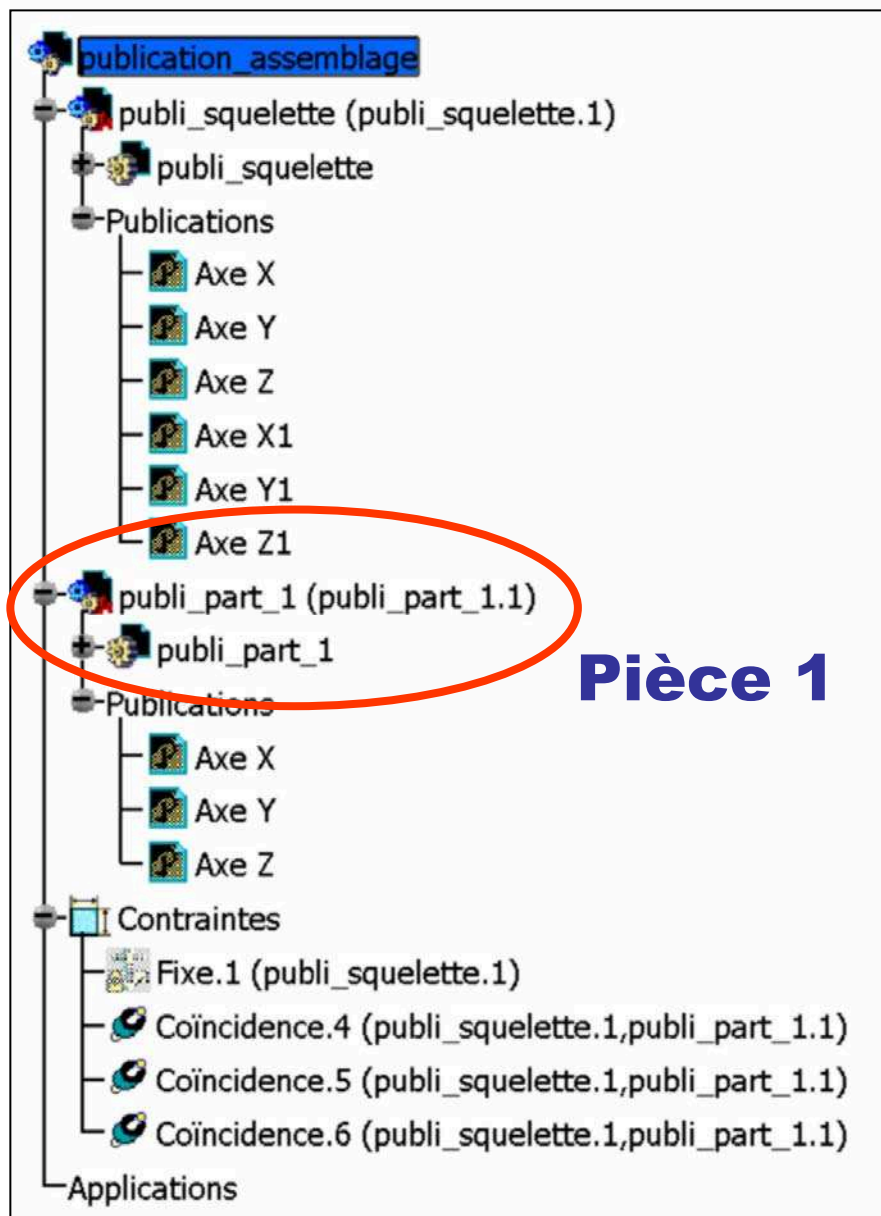 publication_assemblage
publi_squelette (publi_squelette.1)
publi_squelette
Publications
Axe X
Axe Y
Axe Z
Axe X1
Axe Y1
Axe Z1
publi_part_1 (publi_part_1.1)
publi_part_1
Pièce 1
Publications
Axe X
Axe Y
Axe Z
Contraintes
Fixe.1 (publi_squelette.1)
Coïncidence.4 (publi_squelette.1,publi_part_1.1)
Coïncidence.5 (publi_squelette.1,publi_part_1.1)
Coïncidence.6 (publi_squelette.1,publi_part_1.1)
Applications